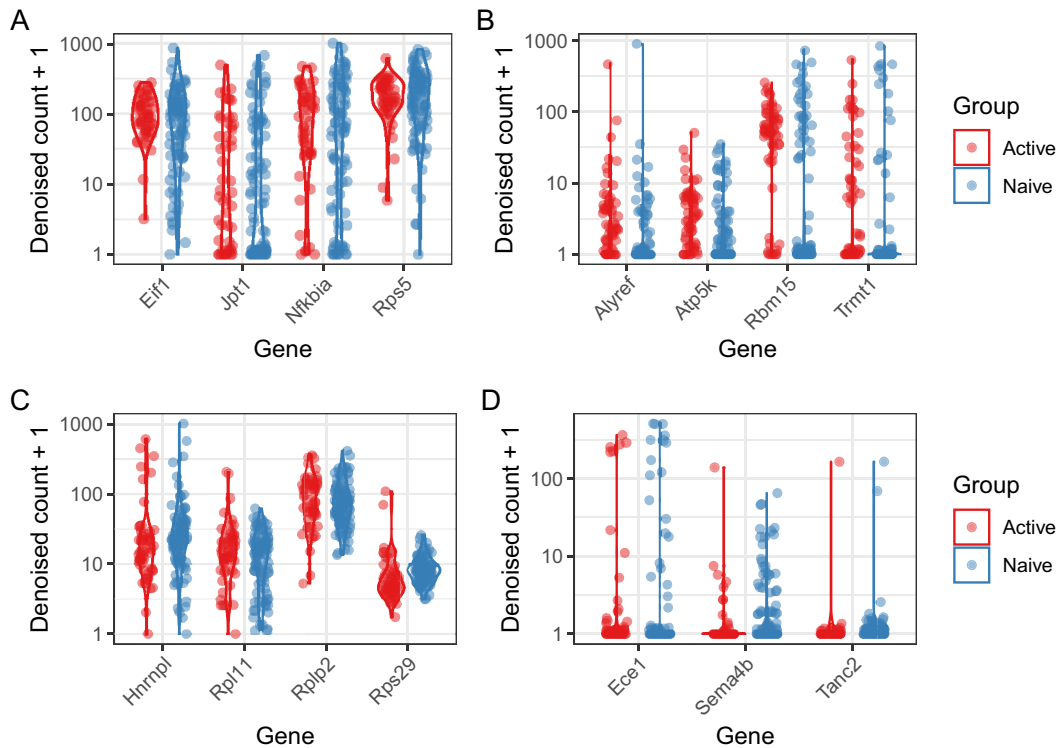 A
Denoised count + 1
1000
100
10
1
Eif1
Jpt1
Nfkbia
Rps5
Gene
B
Denoised count + 1
1000
100
10
1
Alyref
Atp5k
Rbm15
Trmt1
Gene
Group
Active
Naive
C
Denoised count + 1
1000
100
10
1
Hnrnpl
Rpl11
Rplp2
Rps29
Gene
D
Denoised count + 1
100
10
1
Ece1
Sema4b
Tanc2
Gene
Group
Active
Naive